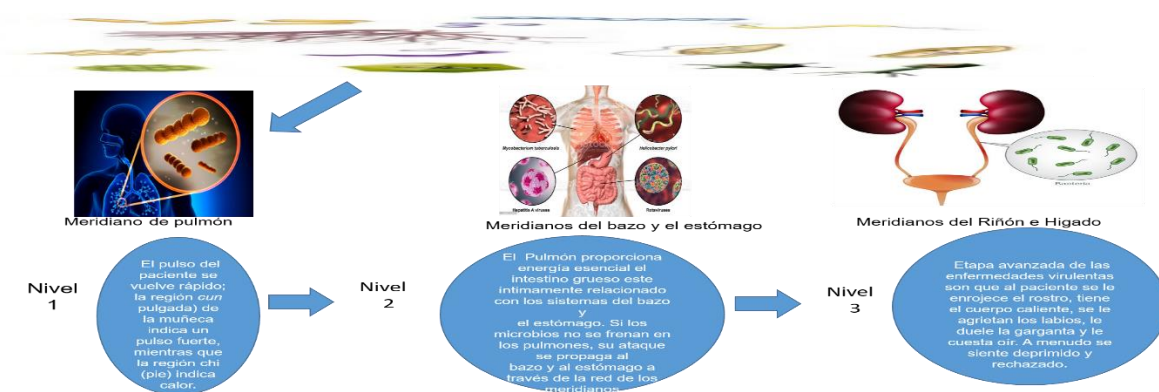 Mycobacterium tuberculosis
Helicobacter pylori
Hepatitis A viruses
Rotaviruses
Bacteria
Meridiano de pulmón
Meridianos del bazo y el estómago
Meridianos del Riñón e Higado
Nivel
1
El pulso del
paciente se
vuelve rápido;
la región cun
pulgada) de
la muñeca
indica un
pulso fuerte,
mientras que
la región chi
(pie) indica
calor.
Nivel
2
El Pulmón proporciona
energía esencial el
intestino grueso este
íntimamente relacionado
con los sistemas del bazo
y
el estómago. Si los
microbios no se frenan en
los pulmones, su ataque
se propaga al
bazo y al estómago a
través de la red de los
meridianos
Nivel
3
Etapa avanzada de las
enfermedades virulentas
son que al paciente se le
enrojece el rostro, tiene
el cuerpo caliente, se le
agrietan los labios, le
duele la garganta y le
cuesta oír. A menudo se
siente deprimido y
rechazado.